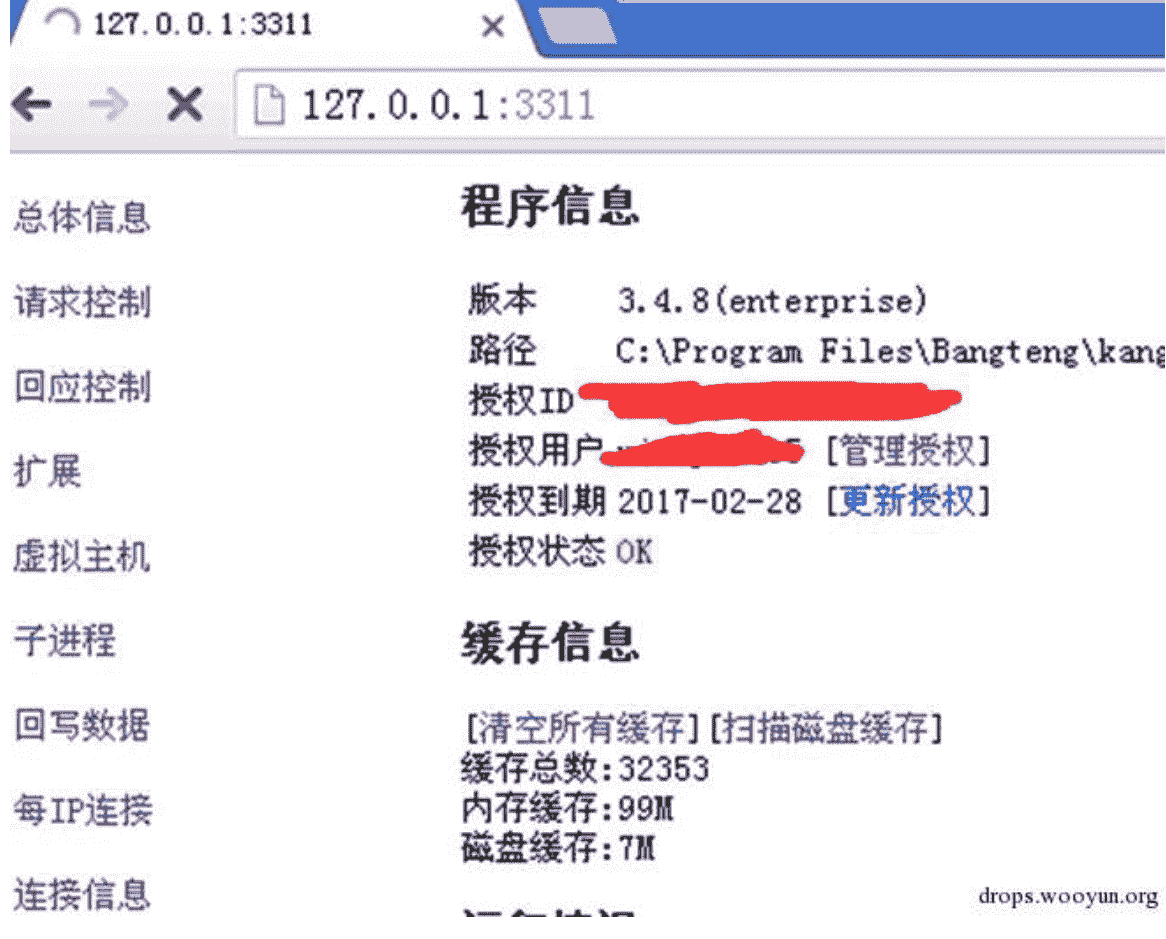 127.0.0.1:3311
127.0.0.1:3311
总体信息
请求控制
回应控制
扩展
虚拟主机
子进程
回写数据
每IP连接
连接信息
程序信息
版本 3.4.8(enterprise)
路径 C:\Program Files\Bangteng\kang
授权ID
授权用户 [管理授权]
授权到期 2017-02-28 [更新授权]
授权状态 OK
缓存信息
[清空所有缓存][扫描磁盘缓存]
缓存总数:32353
内存缓存:99M
磁盘缓存:7M
drops.wooyun.org